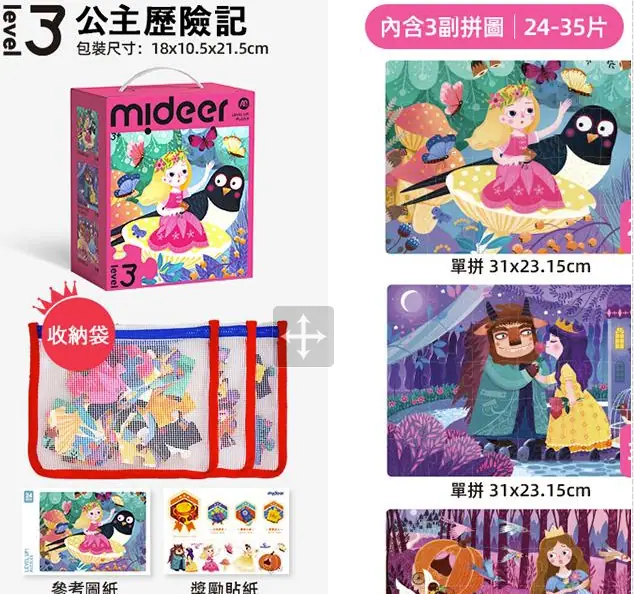 level 3 公主歷險記
包裝尺寸：18x10.5x21.5cm
mideer
3+
level 3
收納袋
參考圖紙
mideer
獎勵貼紙
內含3副拼圖 | 24-35片
單拼 31x23.15cm
單拼 31x23.15cm